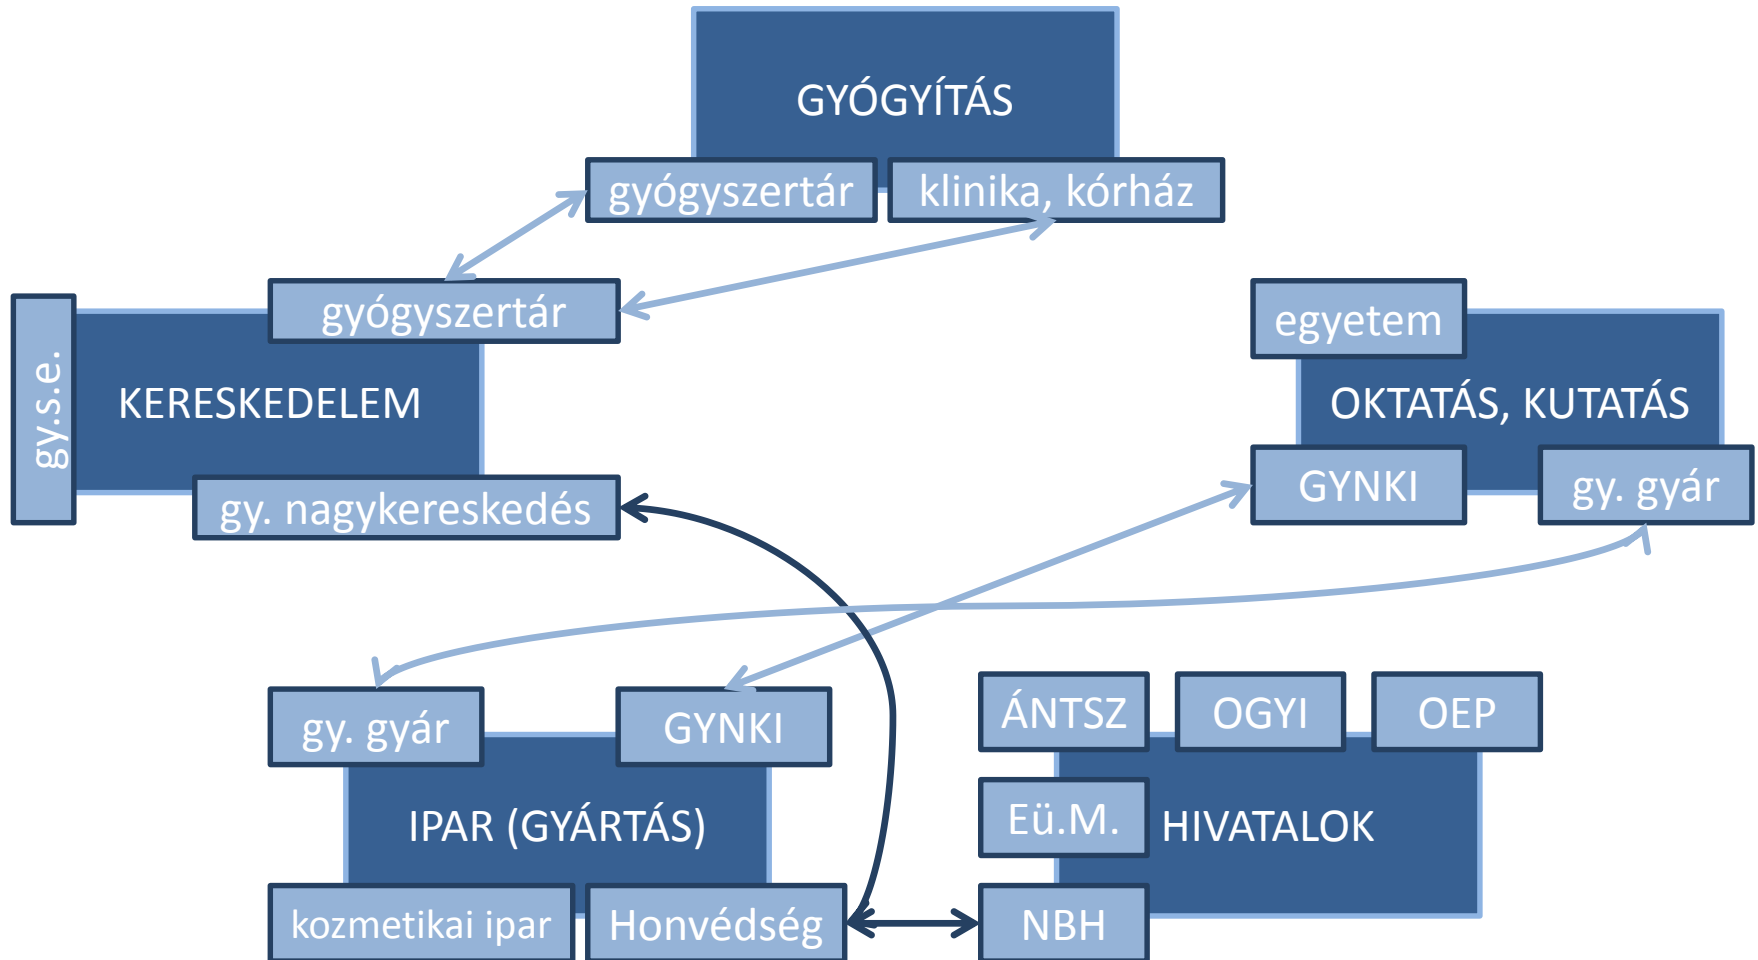 GYÓGYÍTÁS
gyógyszertár
klinika, kórház
gyógyszertár
gy.s.e.
KERESKEDELEM
gy. nagykereskedés
egyetem
OKTATÁS, KUTATÁS
GYNKI
gy. gyár
gy. gyár
GYNKI
IPAR (GYÁRTÁS)
kozmetikai ipar
Honvédség
ÁNTSZ
OGYI
OEP
Eü.M.
HIVATALOK
NBH